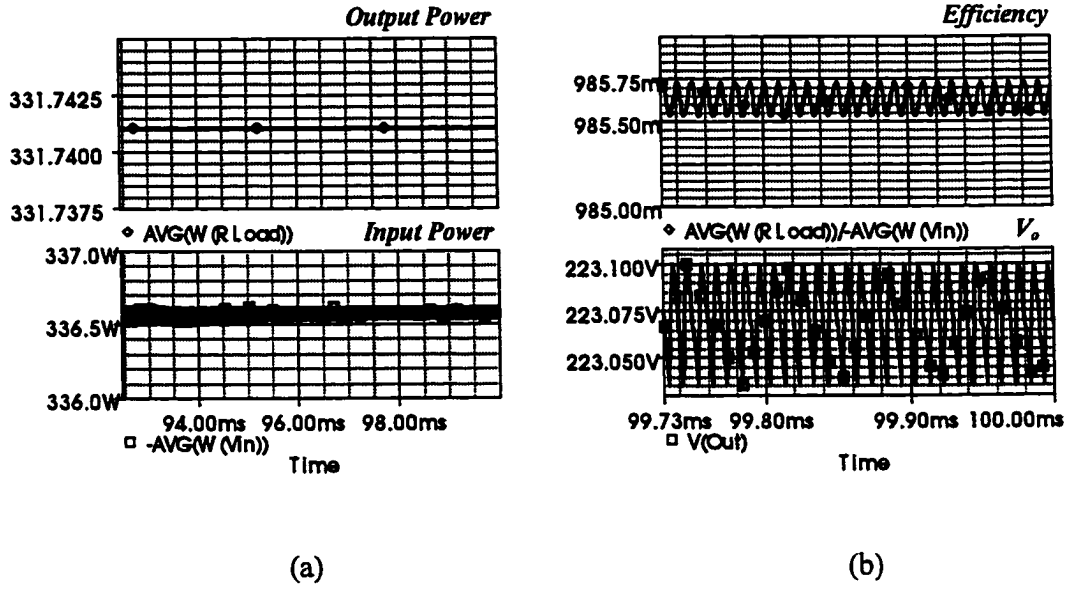 Output Power
331.7425
331.7400
331.7375
AVG(W(R Load))
Input Power
337.0W
336.5W
336.0W
94.00ms 96.00ms 98.00ms
-AVG(W(Vin))
Time
(a)
Efficiency
985.75m
985.50m
985.00m
AVG(W(R Load))/-AVG(W(Vin))
Vo
223.100V
223.075V
223.050V
99.73ms 99.80ms 99.90ms 100.00ms
V(Out)
Time
(b)